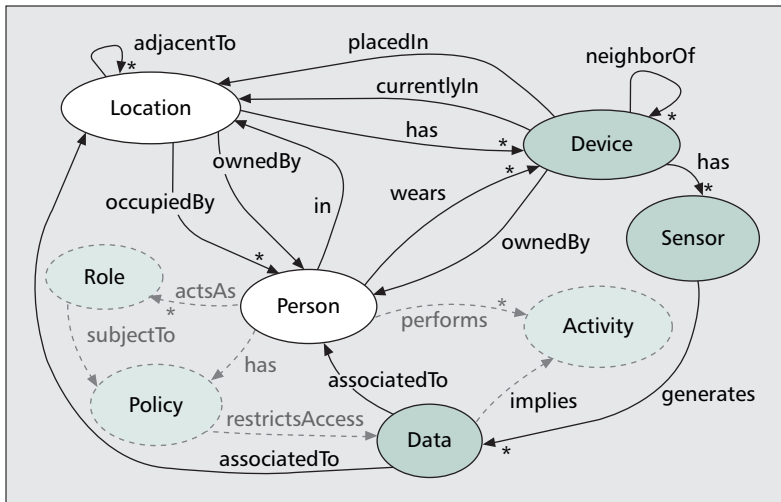 adjacentTo
*
placedIn
neighborOf
currentlyIn
Location
has
*
*
Device
ownedBy
has
*
wears
*
occupiedBy
in
ownedBy
Sensor
*
Role
actsAs
*
Person
performs
*
Activity
subjectTo
has
associatedTo
implies
generates
Policy
restrictsAccess
Data
associatedTo
*